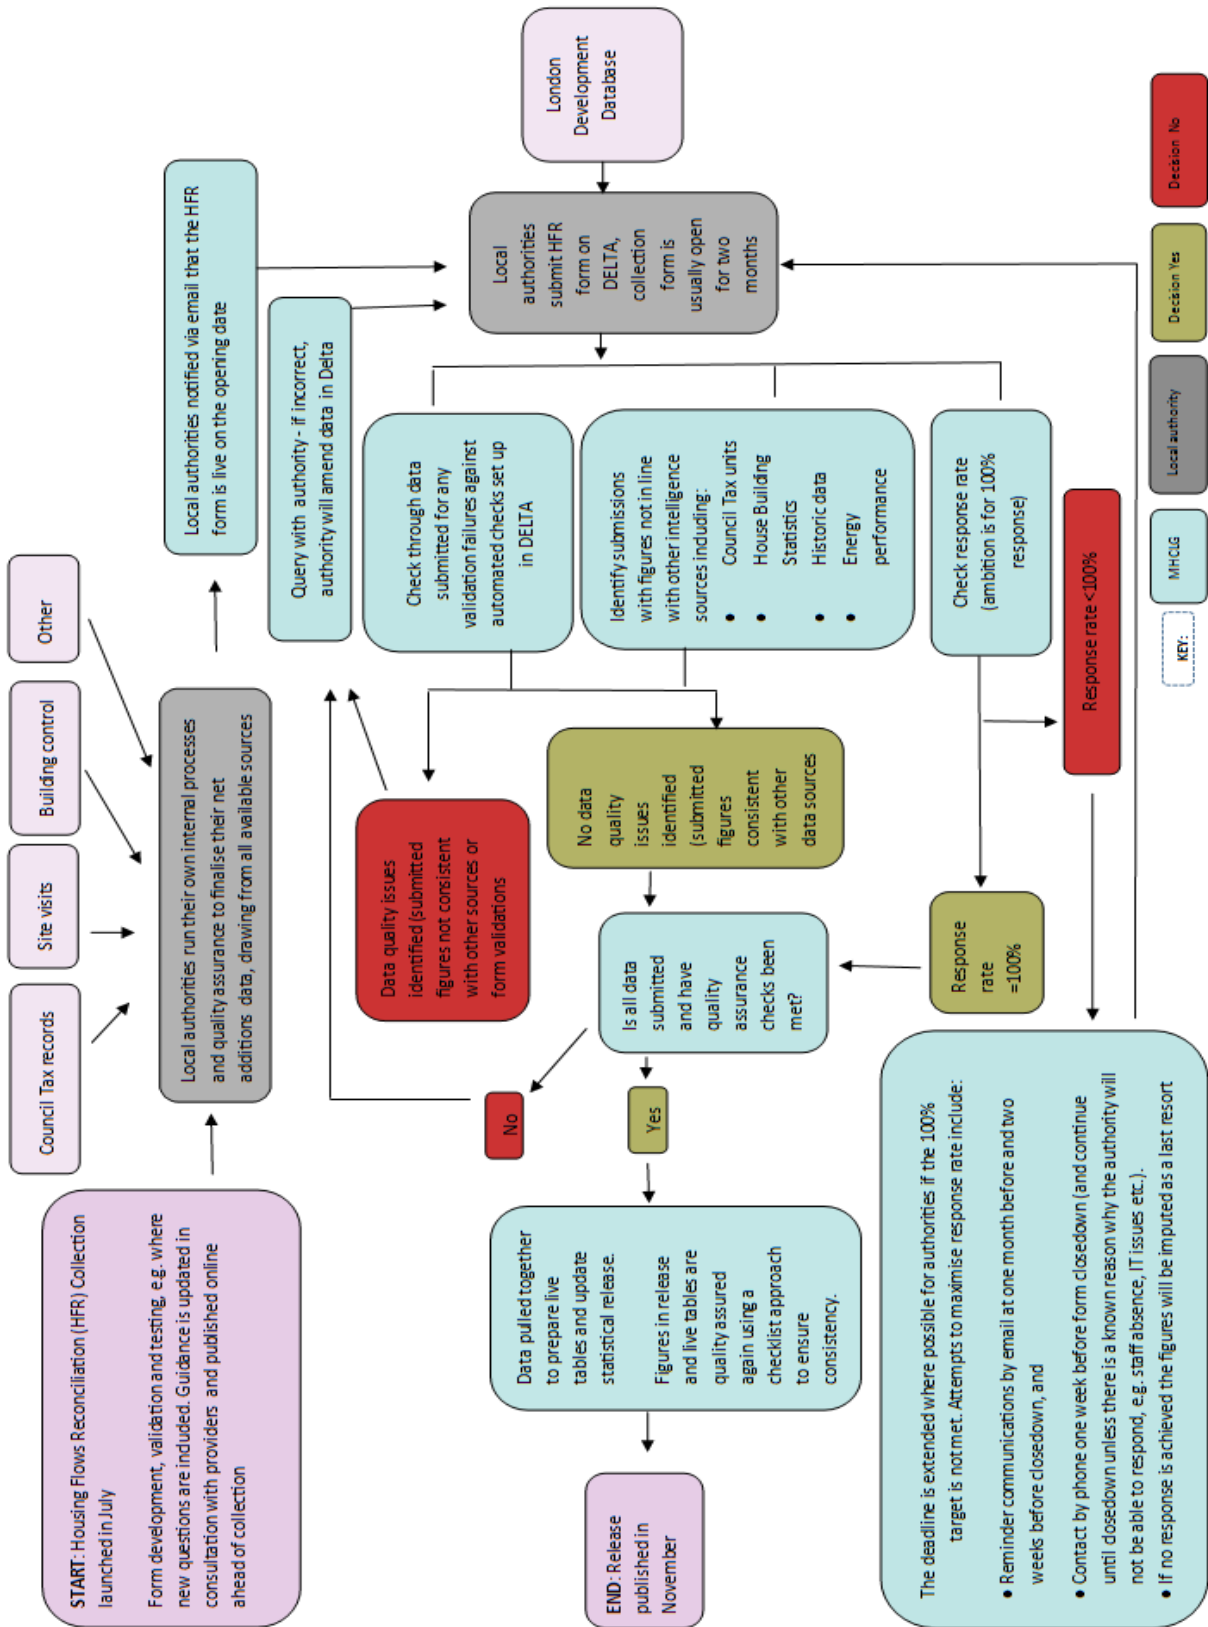 START: Housing Flows Reconciliation (HFR) Collection
launched in July
Form development, validation and testing, e.g. where
new questions are included. Guidance is updated in
consultation with providers and published online
ahead of collection
Council Tax records
Site visits
Building control
Other
Local authorities run their own internal processes
and quality assurance to finalise their net
additions data, drawing from all available sources
Local authorities notified via email that the HFR
form is live on the opening date
Query with authority - if incorrect,
authority will amend data in Delta
London
Development
Database
Local
authorities
submit HFR
form on
DELTA,
collection
form is
usually open
for two
months
Check through data
submitted for any
validation failures against
automated checks set up
in DELTA
Identify submissions
with figures not in line
with other intelligence
sources including:
• Council Tax units
• House Building
Statistics
• Historic data
• Energy
performance
Check response rate
(ambition is for 100%
response)
Data quality issues
identified (submitted
figures not consistent
with other sources or
form validations
No data
quality
issues
identified
(submitted
figures
consistent
with other
data sources
Response rate <100%
Response
rate
=100%
Is all data
submitted
and have
quality
assurance
checks been
met?
No
Yes
Data pulled together
to prepare live
tables and update
statistical release.
Figures in release
and live tables are
quality assured
again using a
checklist approach
to ensure
consistency.
END: Release
published in
November
The deadline is extended where possible for authorities if the 100%
target is not met. Attempts to maximise response rate include:
• Reminder communications by email at one month before and two
weeks before closedown, and
• Contact by phone one week before form closedown (and continue
until closedown unless there is a known reason why the authority will
not be able to respond, e.g. staff absence, IT issues etc.).
• If no response is achieved the figures will be imputed as a last resort
KEY:
MHCLG
Local authority
Decision Yes
Decision No